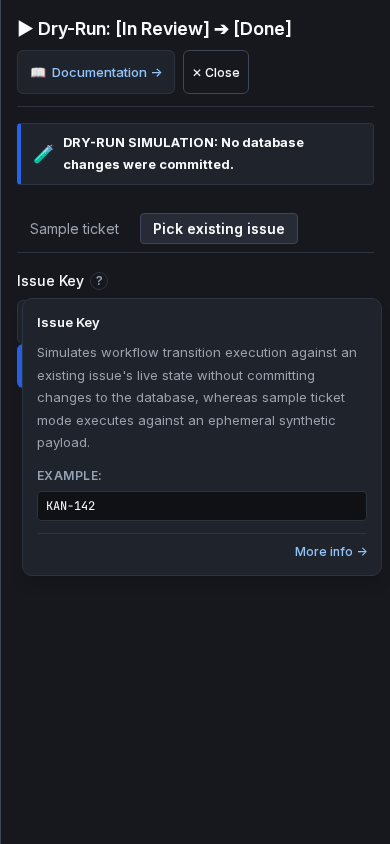 ▶ Dry-Run: [In Review] ➔ [Done]
📖 Documentation →
✕ Close
🧪 DRY-RUN SIMULATION: No database
changes were committed.
Sample ticket
Pick existing issue
Issue Key ?
Issue Key
Simulates workflow transition execution against an
existing issue's live state without committing
changes to the database, whereas sample ticket
mode executes against an ephemeral synthetic
payload.
EXAMPLE:
KAN-142
More info →